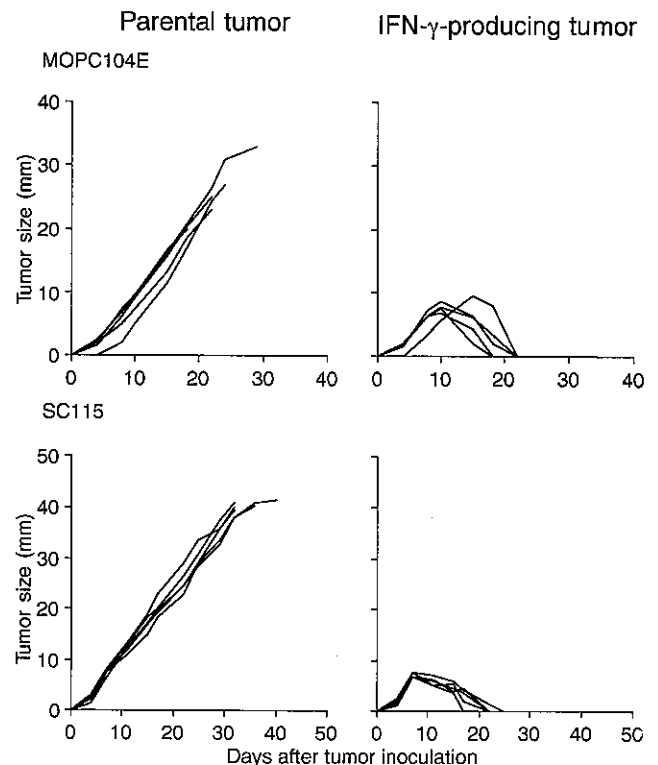 Parental tumor
IFN-γ-producing tumor
MOPC104E
Tumor size (mm)
40
30
20
10
0
0 10 20 30 40
0 10 20 30 40
SC115
Tumor size (mm)
50
40
30
20
10
0
0 10 20 30 40 50
0 10 20 30 40 50
Days after tumor inoculation